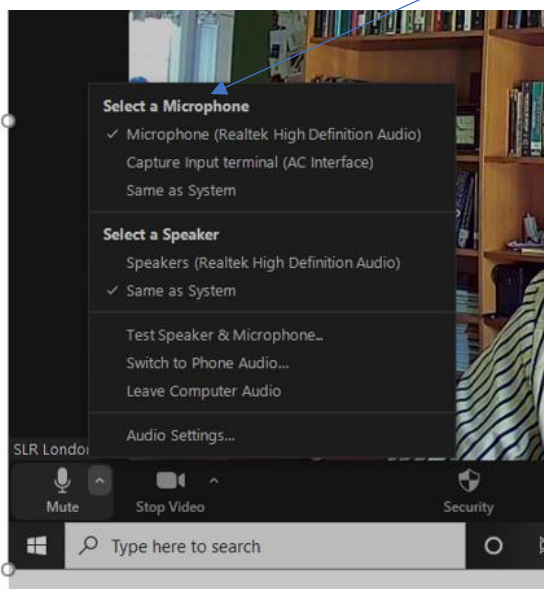 Select a Microphone
✓ Microphone (Realtek High Definition Audio)
Capture Input terminal (AC Interface)
Same as System
Select a Speaker
Speakers (Realtek High Definition Audio)
✓ Same as System
Test Speaker & Microphone...
Switch to Phone Audio...
Leave Computer Audio
Audio Settings...
SLR
Mute
Stop Video
Security
Type here to search